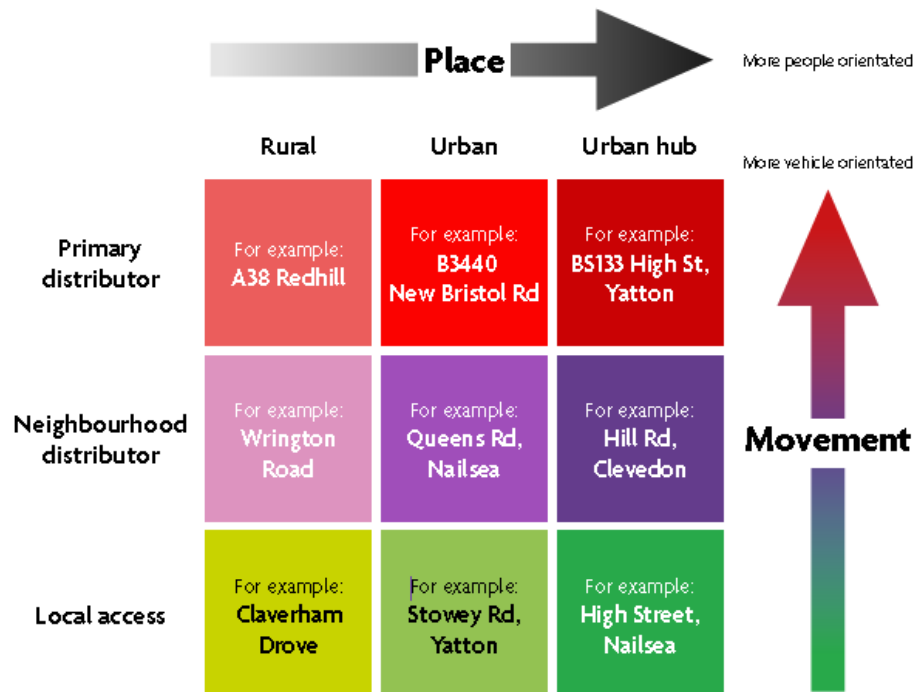 Place
More people orientated
Rural
Urban
Urban hub
More vehicle orientated
Primary
distributor
For example:
A38 Redhill
For example:
B3440
New Bristol Rd
For example:
BS133 High St,
Yatton
Neighbourhood
distributor
For example:
Wrington
Road
For example:
Queens Rd,
Nailsea
For example:
Hill Rd,
Clevedon
Movement
Local access
For example:
Claverham
Drove
For example:
Stowey Rd,
Yatton
For example:
High Street,
Nailsea